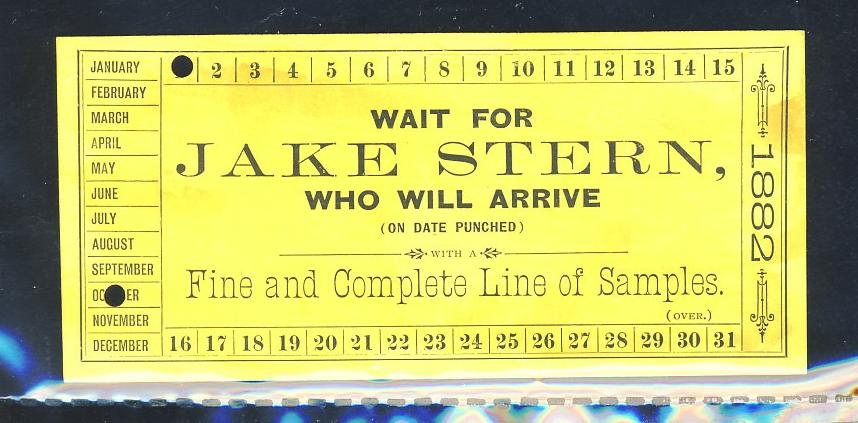 JANUARY
FEBRUARY
MARCH
APRIL
MAY
JUNE
JULY
AUGUST
SEPTEMBER
NOVEMBER
DECEMBER
2 3 4 5 6 7 8 9 10 11 12 13 14 15
WAIT FOR
JAKE STERN,
WHO WILL ARRIVE
(ON DATE PUNCHED)
WITH A
Fine and Complete Line of Samples.
(OVER.)
16 17 18 19 20 21 22 23 24 25 26 27 28 29 30 31
1882